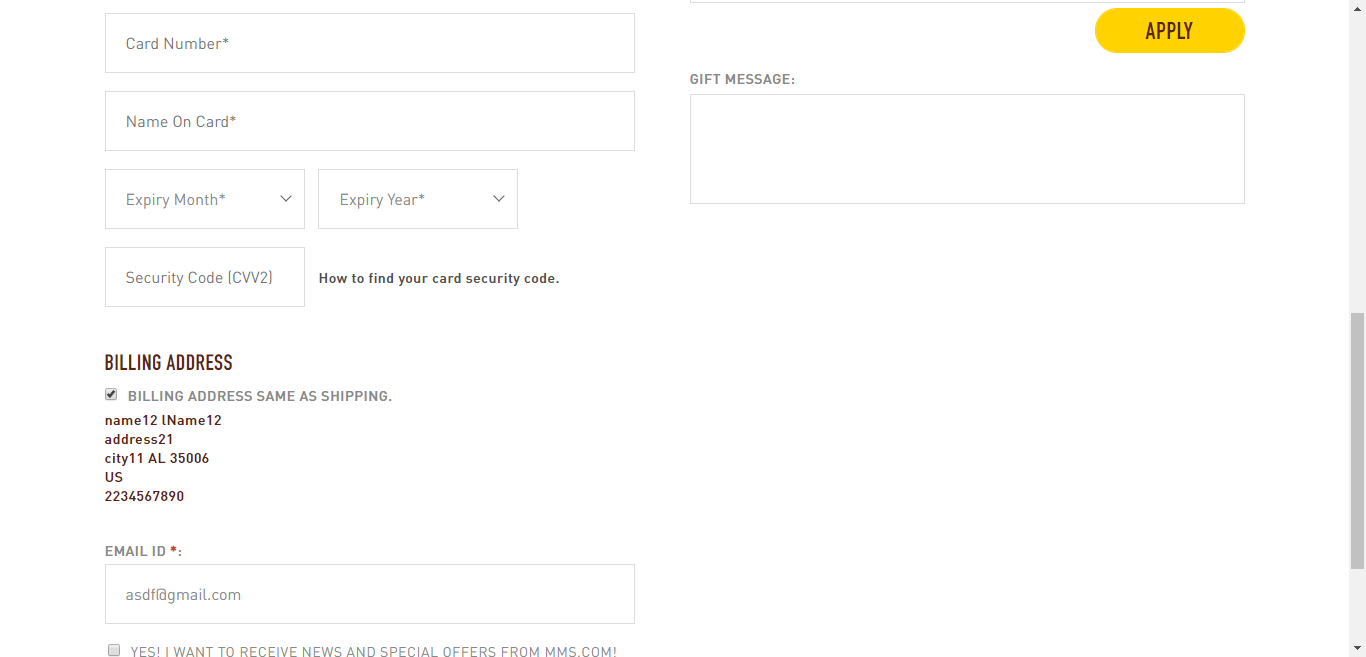 Card Number*
Name On Card*
Expiry Month*
Expiry Year*
Security Code (CVV2)
How to find your card security code.
BILLING ADDRESS
BILLING ADDRESS SAME AS SHIPPING.
name12 lName12
address21
city11 AL 35006
US
2234567890
EMAIL ID *:
asdf@gmail.com
YES! I WANT TO RECEIVE NEWS AND SPECIAL OFFERS FROM MMS.COM!
APPLY
GIFT MESSAGE: